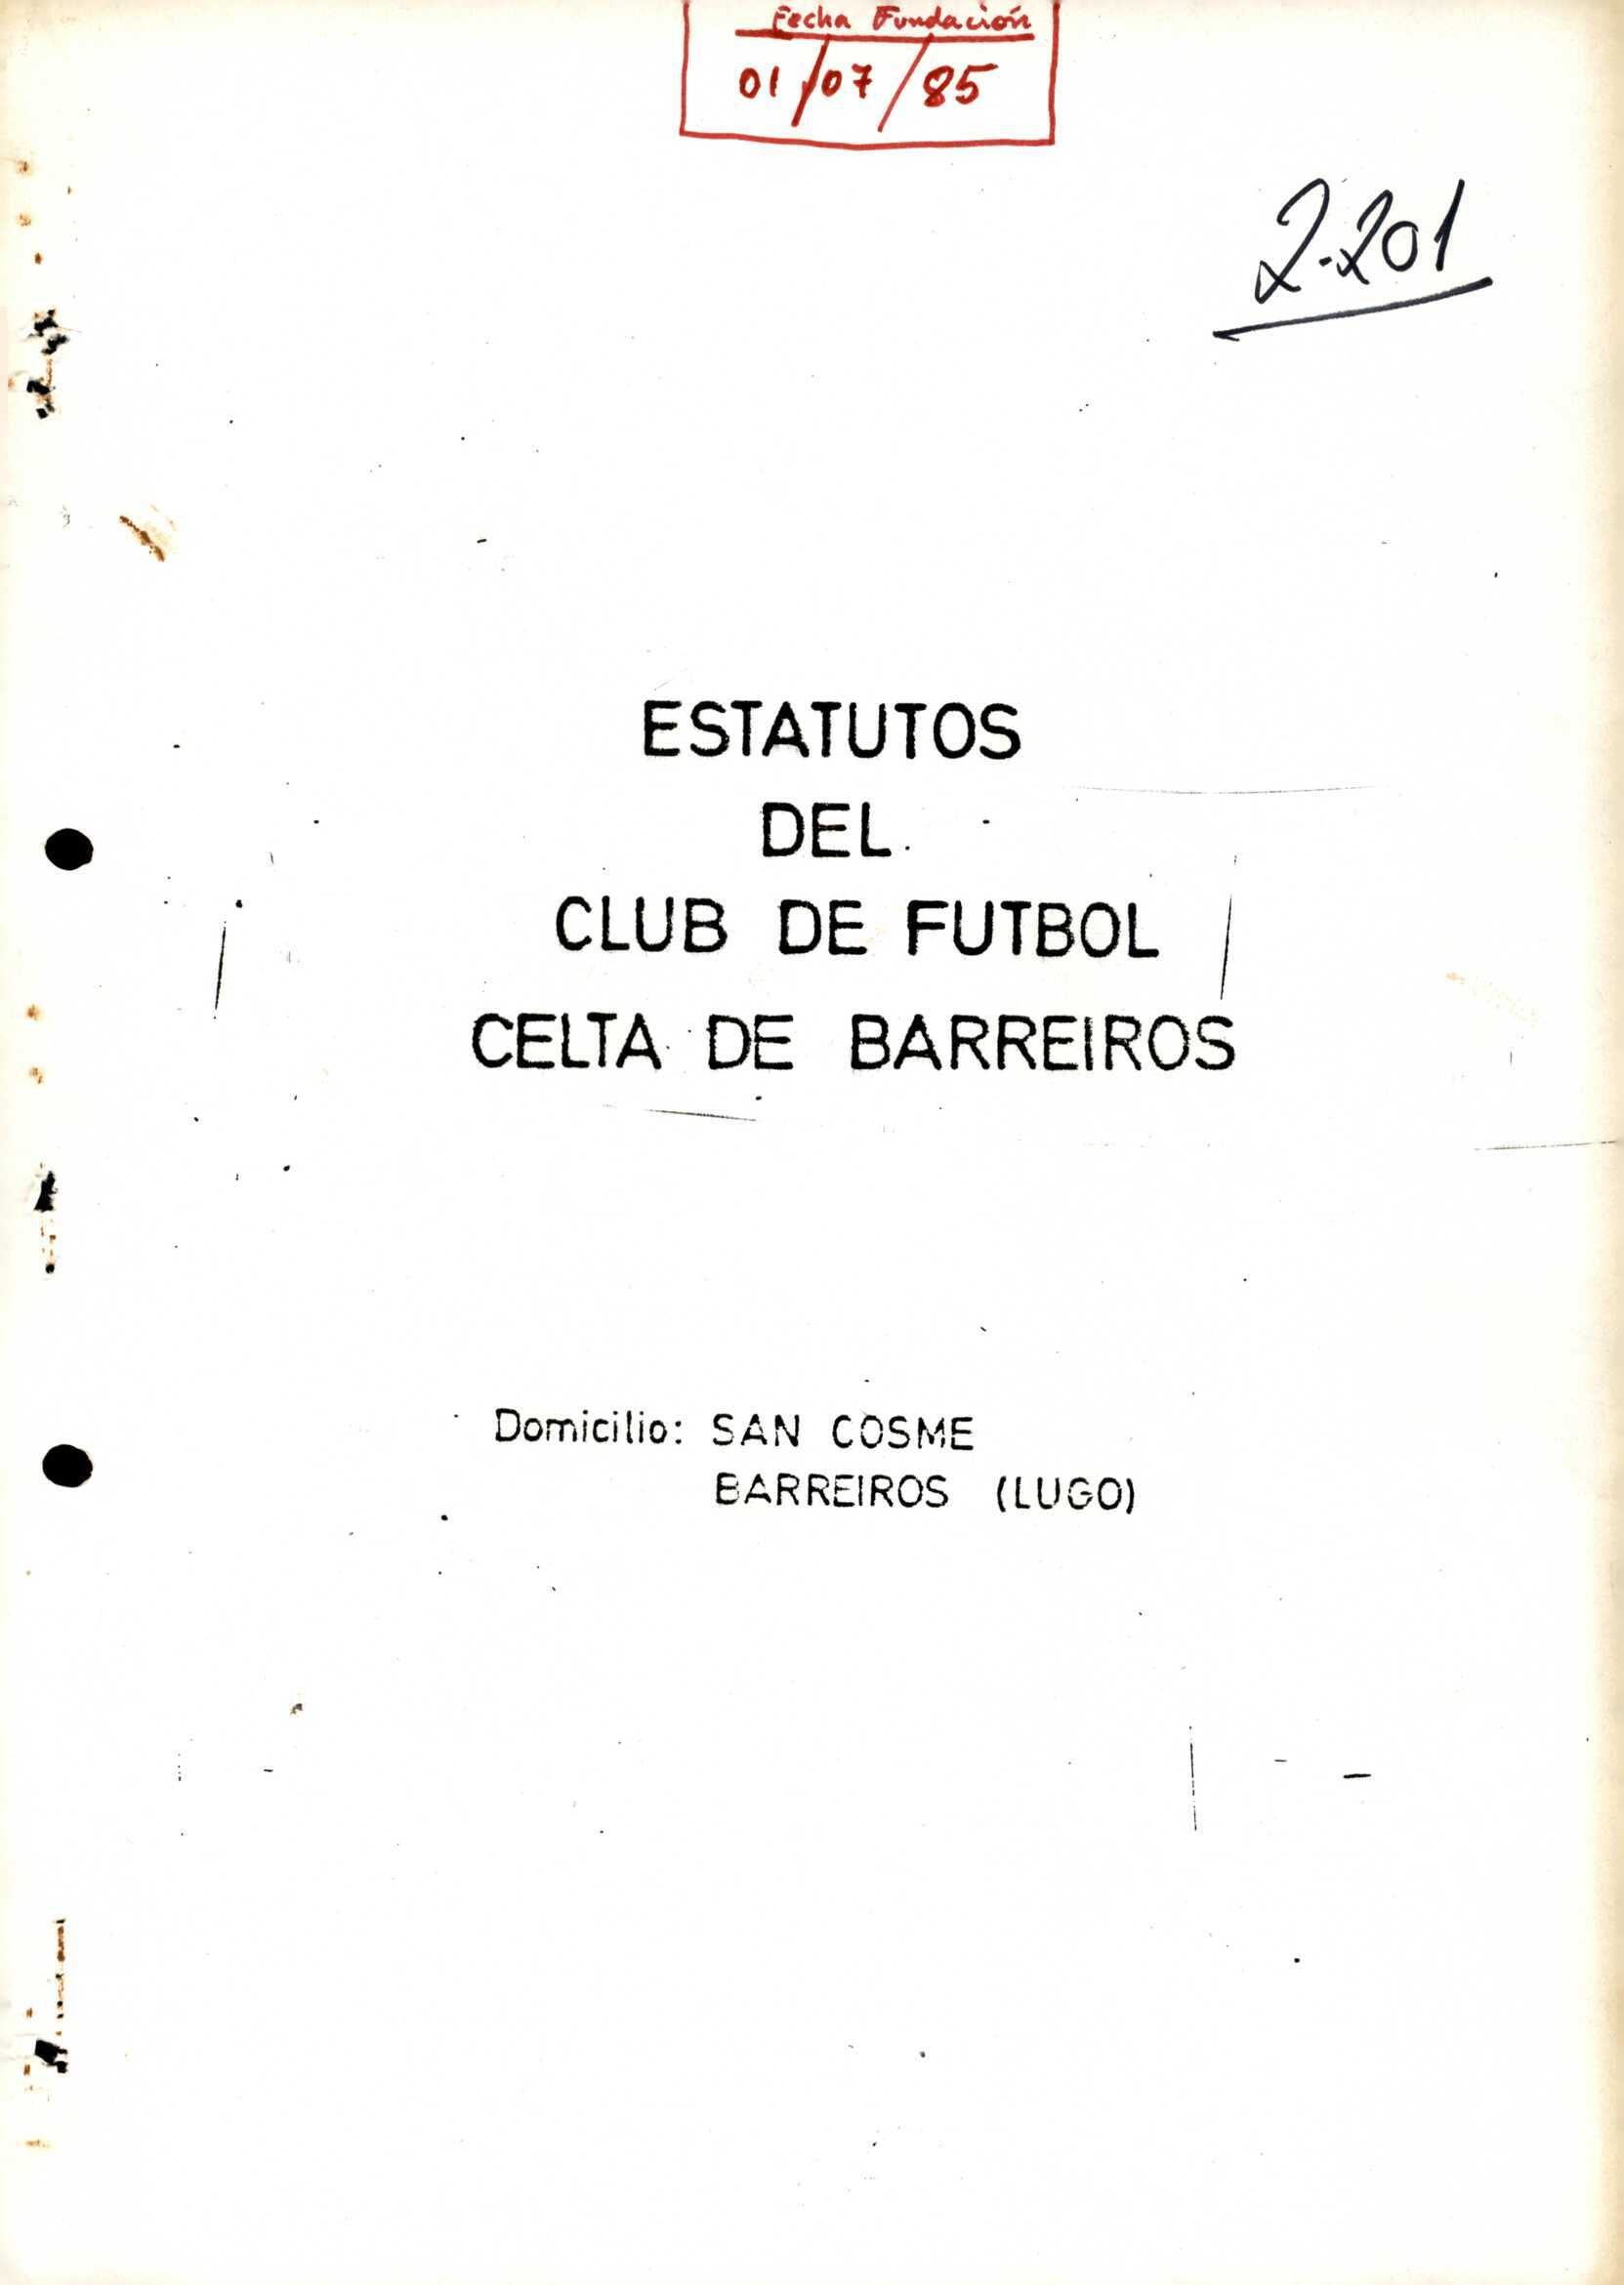 Fecha Fundación
01/07/85
2.201
ESTATUTOS
DEL
CLUB DE FUTBOL
CELTA DE BARREIROS
Domicilio: SAN COSME
BARREIROS (LUGO)